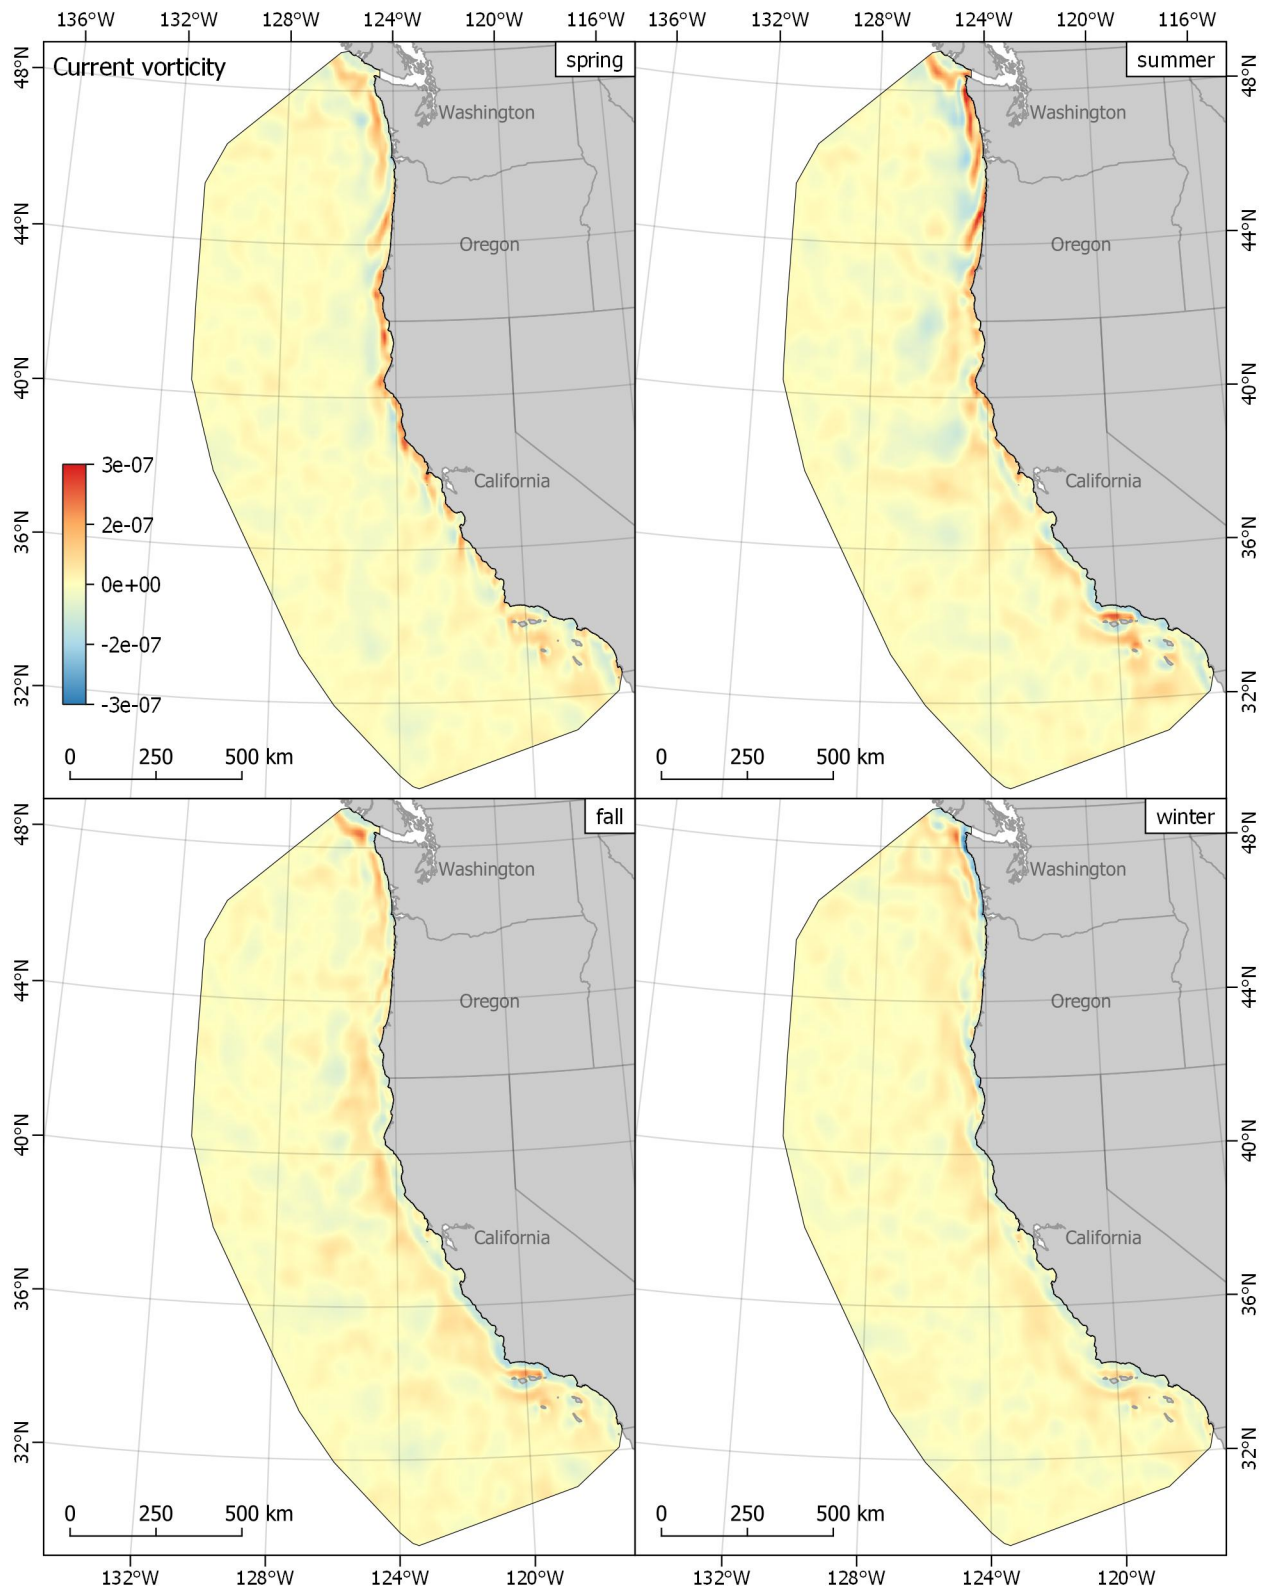 136°W 132°W 128°W 124°W 120°W 116°W 136°W 132°W 128°W 124°W 120°W 116°W
Current vorticity
spring
summer
48°N
48°N
Washington
Washington
44°N
44°N
Oregon
Oregon
40°N
40°N
3e-07
2e-07
0e+00
-2e-07
-3e-07
California
California
36°N
36°N
32°N
32°N
0 250 500 km
0 250 500 km
fall
winter
48°N
48°N
Washington
Washington
44°N
44°N
Oregon
Oregon
40°N
40°N
California
California
36°N
36°N
32°N
32°N
0 250 500 km
0 250 500 km
132°W 128°W 124°W 120°W 132°W 128°W 124°W 120°W